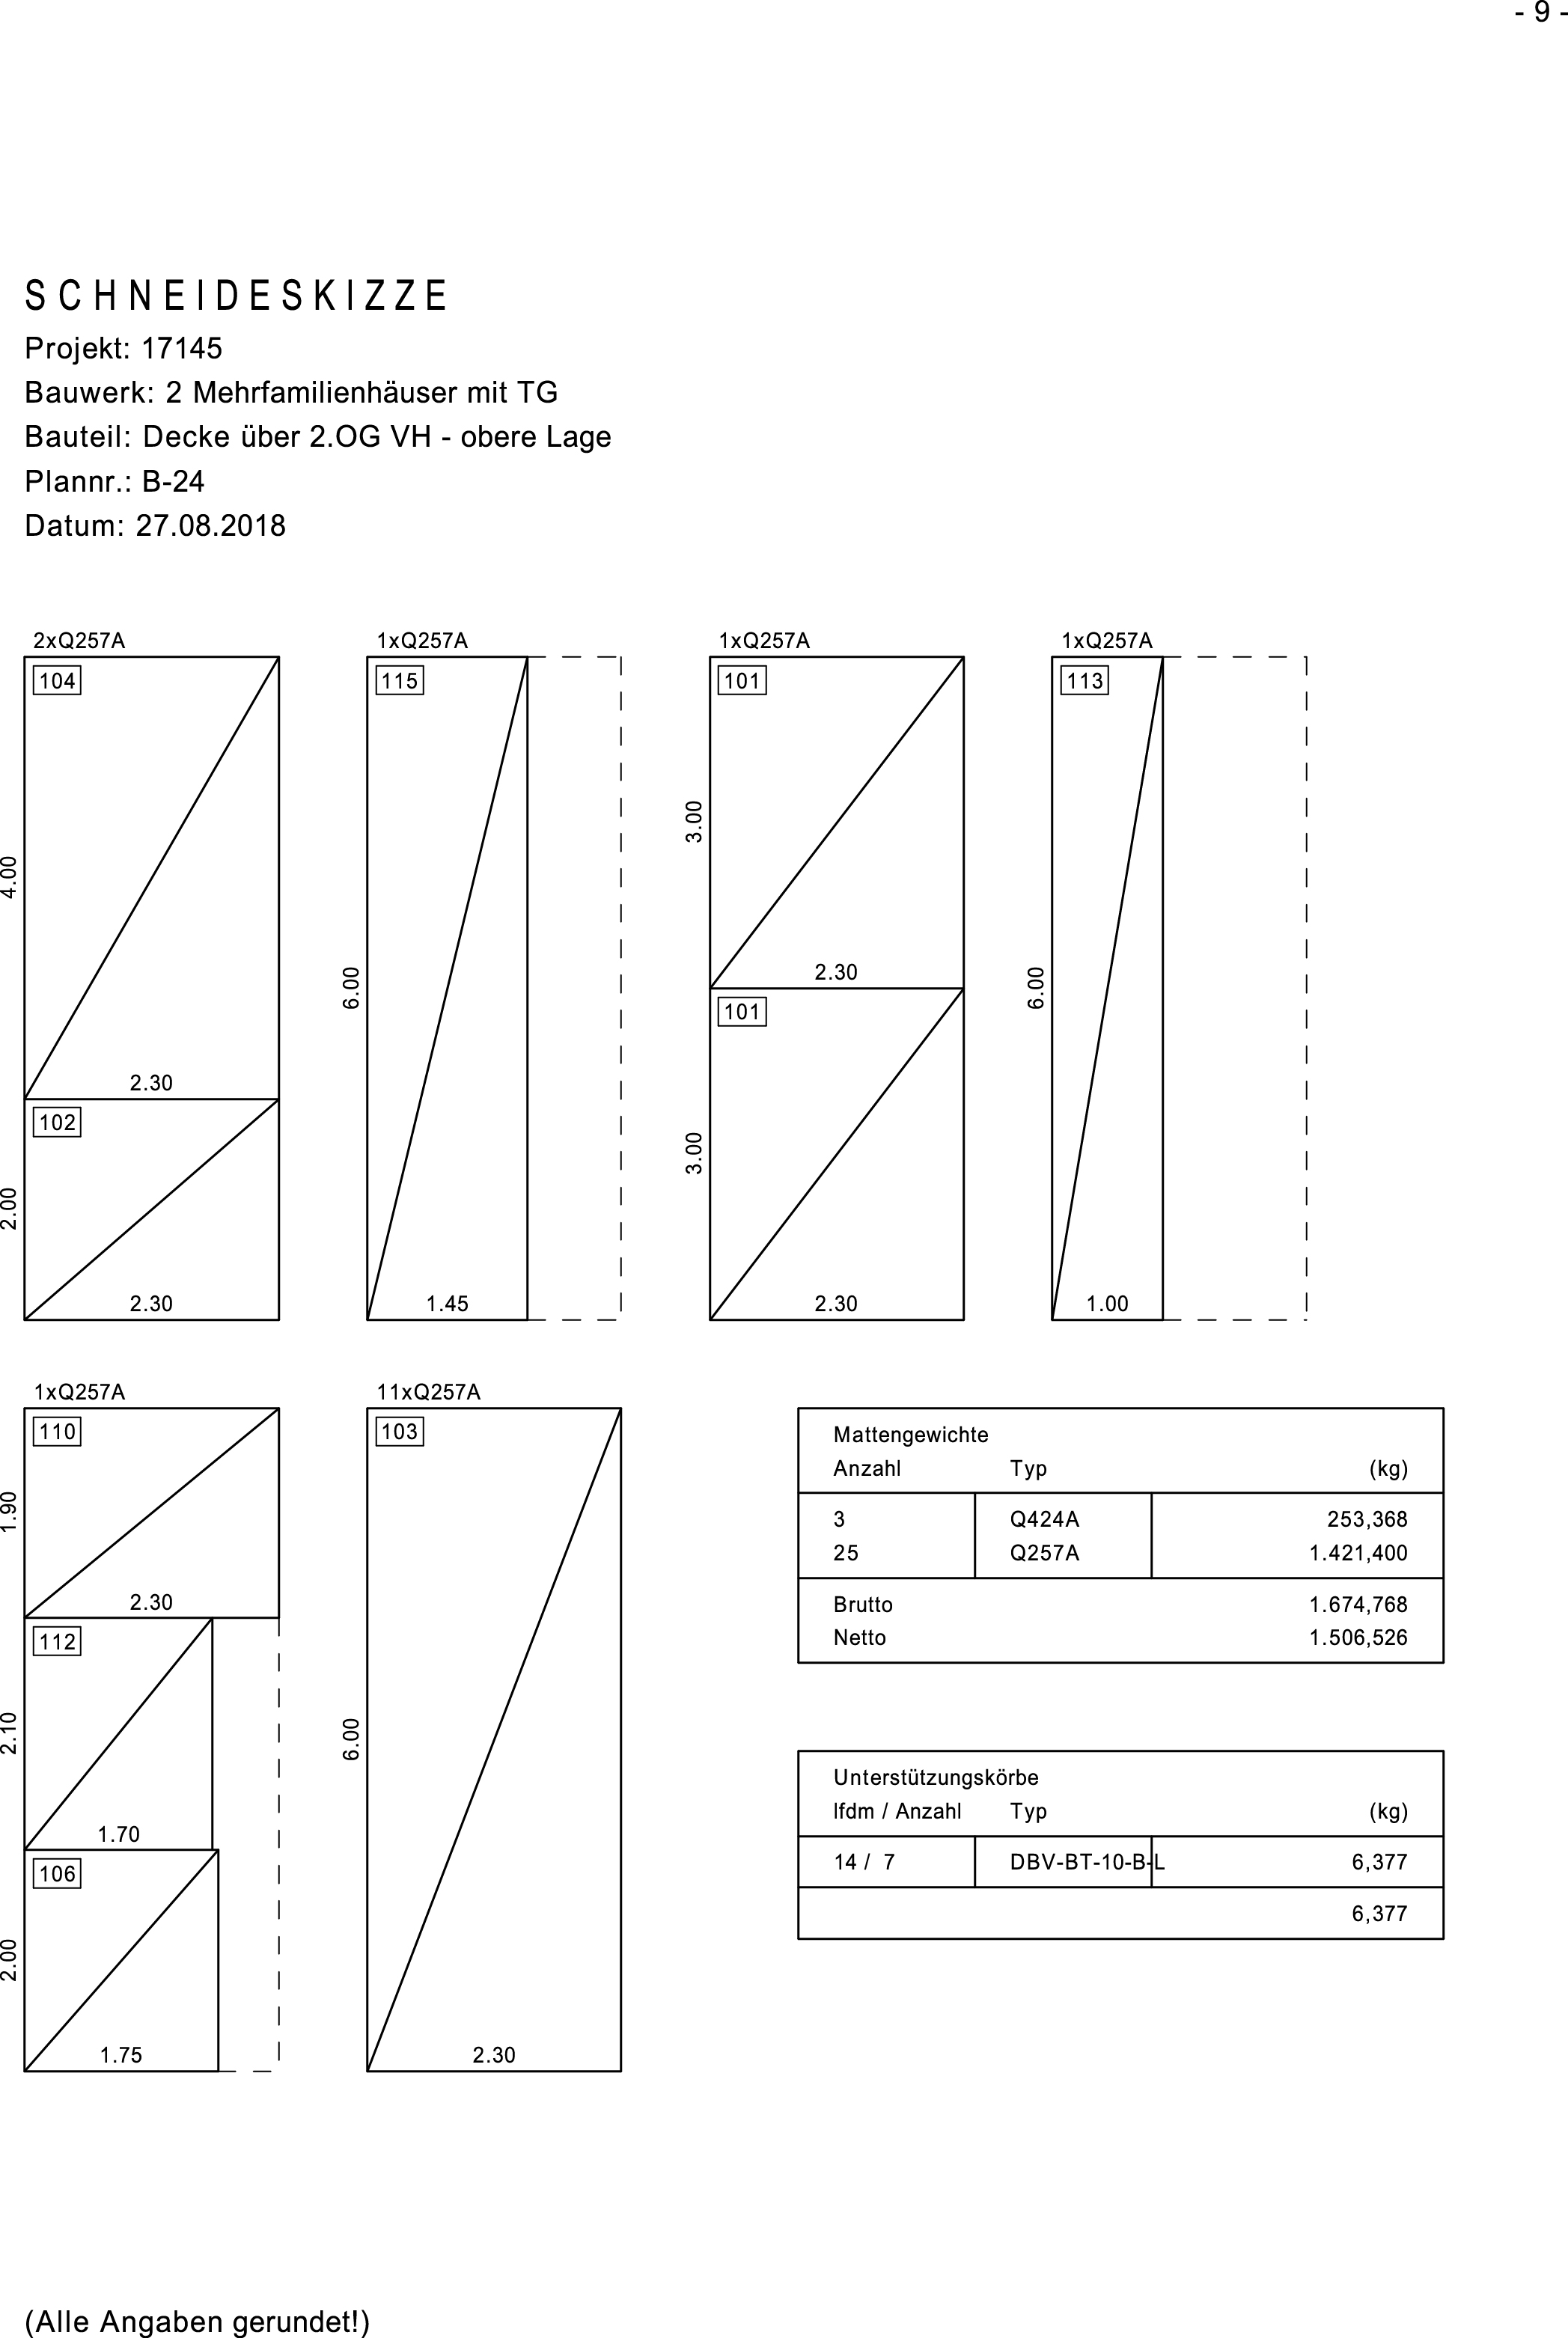 - 9 -
SCHNEIDESKIZZE
Projekt: 17145
Bauwerk: 2 Mehrfamilienhäuser mit TG
Bauteil: Decke über 2.OG VH - obere Lage
Plannr.: B-24
Datum: 27.08.2018
2xQ257A
104
4.00
2.30
102
2.00
2.30
1xQ257A
115
6.00
1.45
1xQ257A
101
3.00
2.30
101
3.00
2.30
1xQ257A
113
6.00
1.00
1xQ257A
110
1.90
2.30
112
2.10
1.70
106
2.00
1.75
11xQ257A
103
6.00
2.30
Mattengewichte
Anzahl Typ (kg)
3 Q424A 253,368
25 Q257A 1.421,400
Brutto 1.674,768
Netto 1.506,526
Unterstützungskörbe
lfdm / Anzahl Typ (kg)
14 / 7 DBV-BT-10-B-L 6,377
6,377
(Alle Angaben gerundet!)